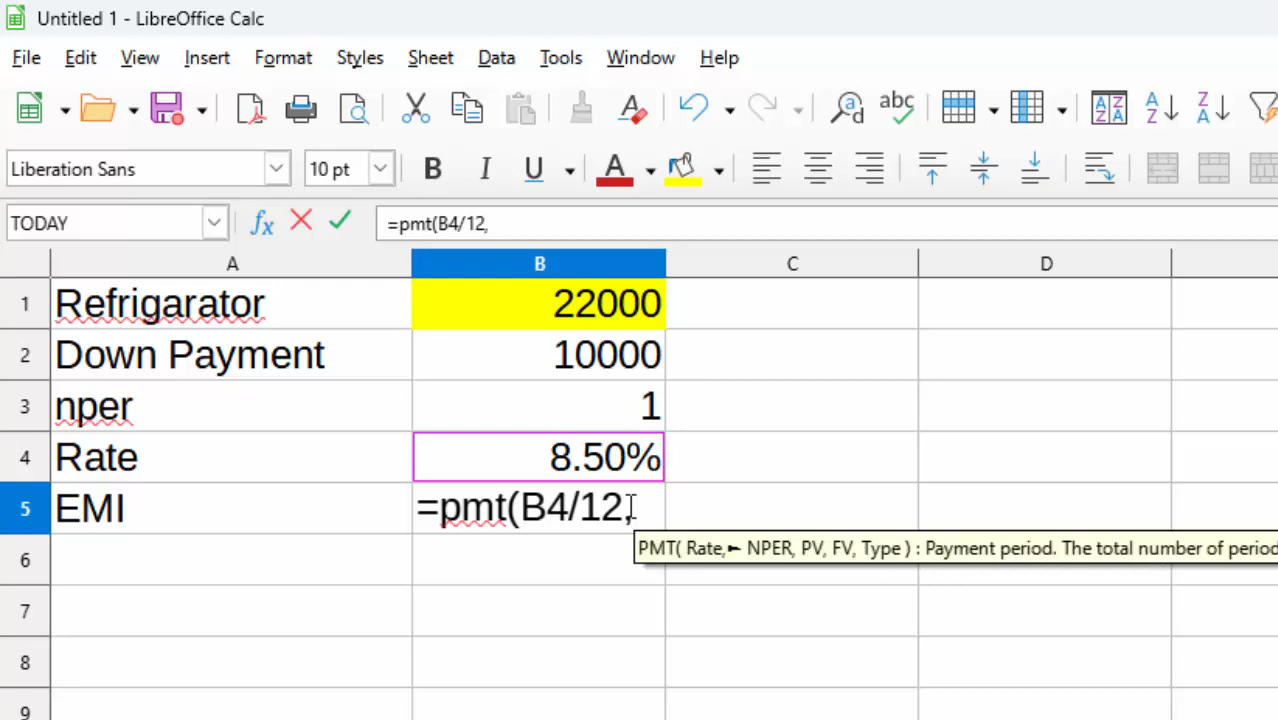 Untitled 1 - LibreOffice Calc
File Edit View Insert Format Styles Sheet Data Tools Window Help
abc A Z Z A A Z Z A
Liberation Sans 10 pt B I U A
TODAY fx =pmt(B4/12,
A B C D
1 Refrigarator 22000
2 Down Payment 10000
3 nper 1
4 Rate 8.50%
5 EMI =pmt(B4/12,
PMT( Rate, NPER, PV, FV, Type ) : Payment period. The total number of period
6
7
8
9